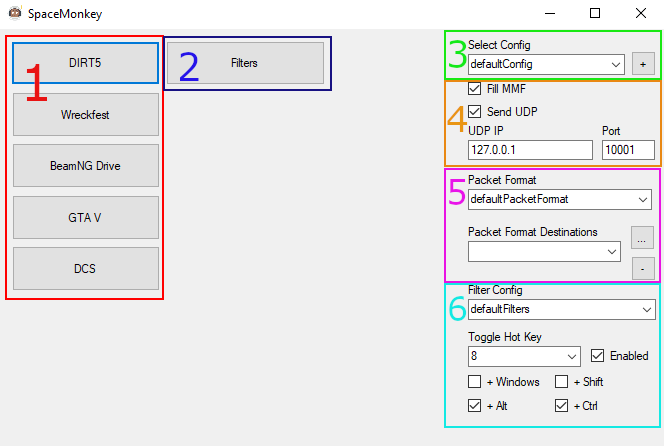 SpaceMonkey
1
DIRT5
Wreckfest
BeamNG Drive
GTA V
DCS
2
Filters
3
Select Config
defaultConfig
+
4
Fill MMF
Send UDP
UDP IP
Port
127.0.0.1
10001
5
Packet Format
defaultPacketFormat
Packet Format Destinations
...
-
6
Filter Config
defaultFilters
Toggle Hot Key
8
Enabled
+ Windows
+ Shift
+ Alt
+ Ctrl